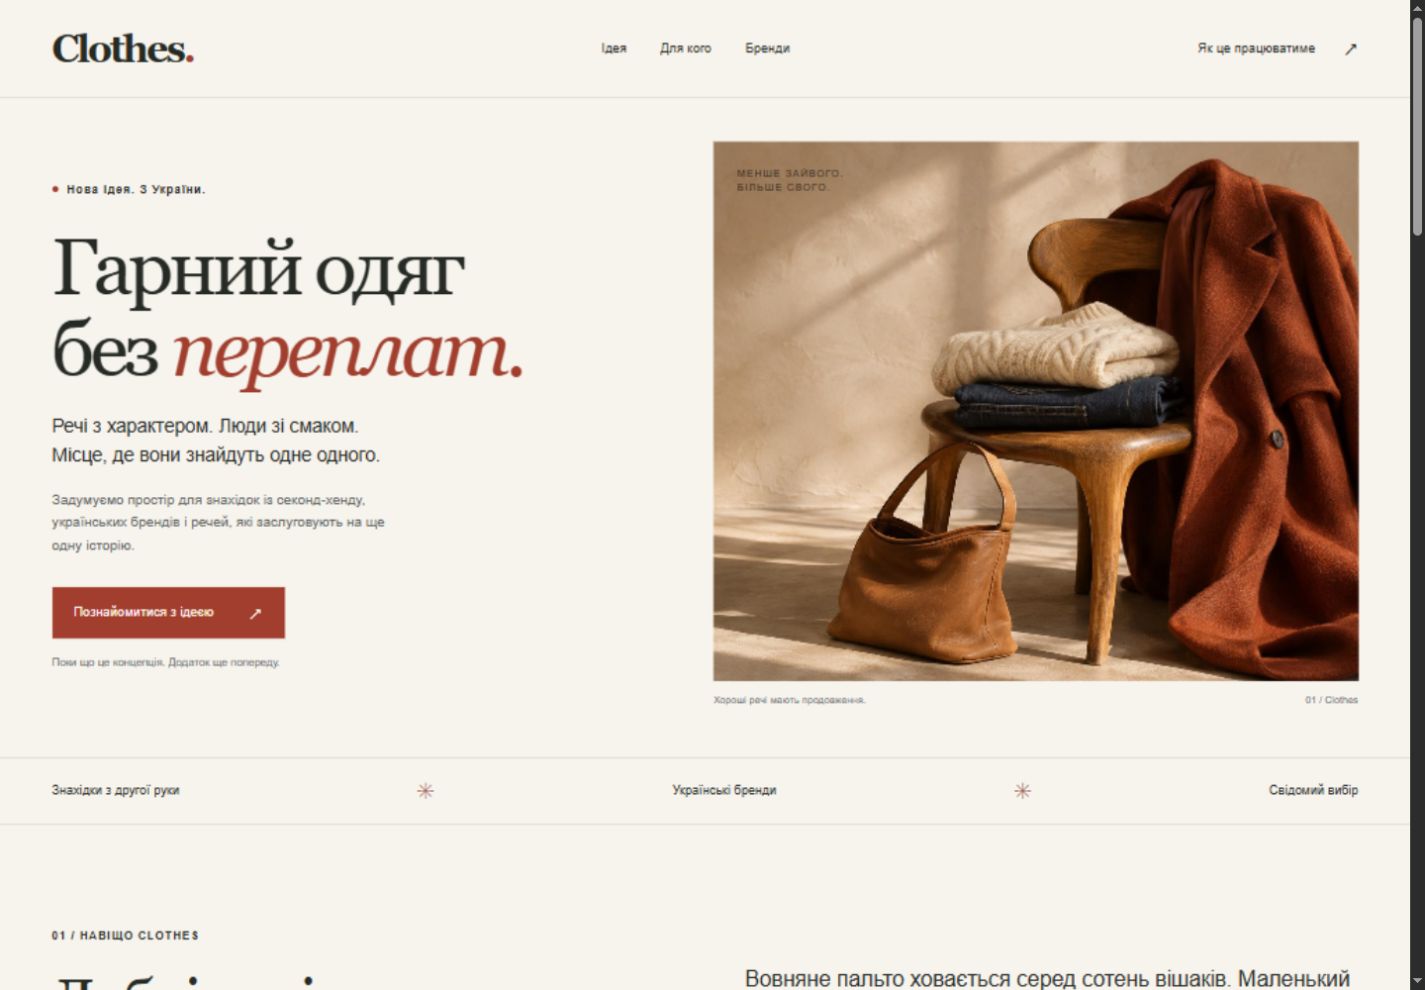 Clothes.
Ідея
Для кого
Бренди
Як це працюватиме
Нова ідея. З України.
Гарний одяг
без переплат.
Речі з характером. Люди зі смаком.
Місце, де вони знайдуть одне одного.
Задумуємо простір для знахідок із секонд-хенду,
українських брендів і речей, які заслуговують на ще
одну історію.
Познайомитися з ідеєю
Поки що це концепція. Додаток ще попереду.
МЕНШЕ ЗАЙВОГО.
БІЛЬШЕ СВОГО.
Хороші речі мають продовження.
01 / Clothes
Знахідки з другої руки
Українські бренди
Свідомий вибір
01 / НАВІЩО CLOTHES
Вовняне пальто ховається серед сотень вішаків. Маленький